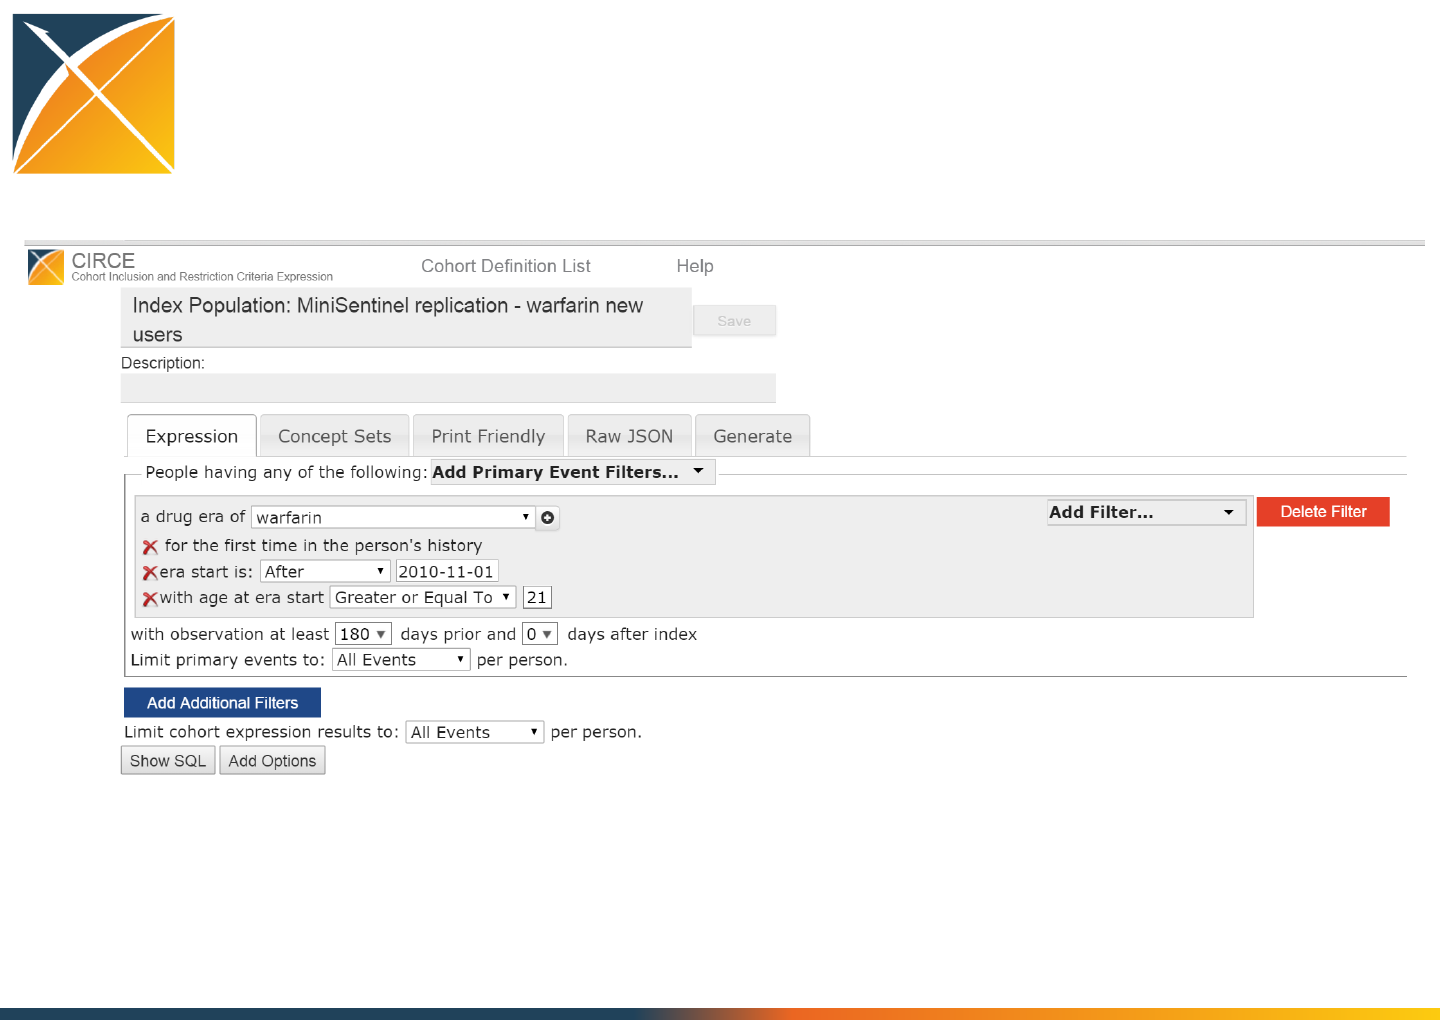 CIRCE
Cohort Inclusion and Restriction Criteria Expression
Cohort Definition List
Help
Index Population: MiniSentinel replication - warfarin new
users
Save
Description:
Expression
Concept Sets
Print Friendly
Raw JSON
Generate
People having any of the following: Add Primary Event Filters...
a drug era of warfarin
Add Filter...
Delete Filter
for the first time in the person's history
era start is: After 2010-11-01
with age at era start Greater or Equal To 21
with observation at least 180 days prior and 0 days after index
Limit primary events to: All Events per person.
Add Additional Filters
Limit cohort expression results to: All Events per person.
Show SQL
Add Options